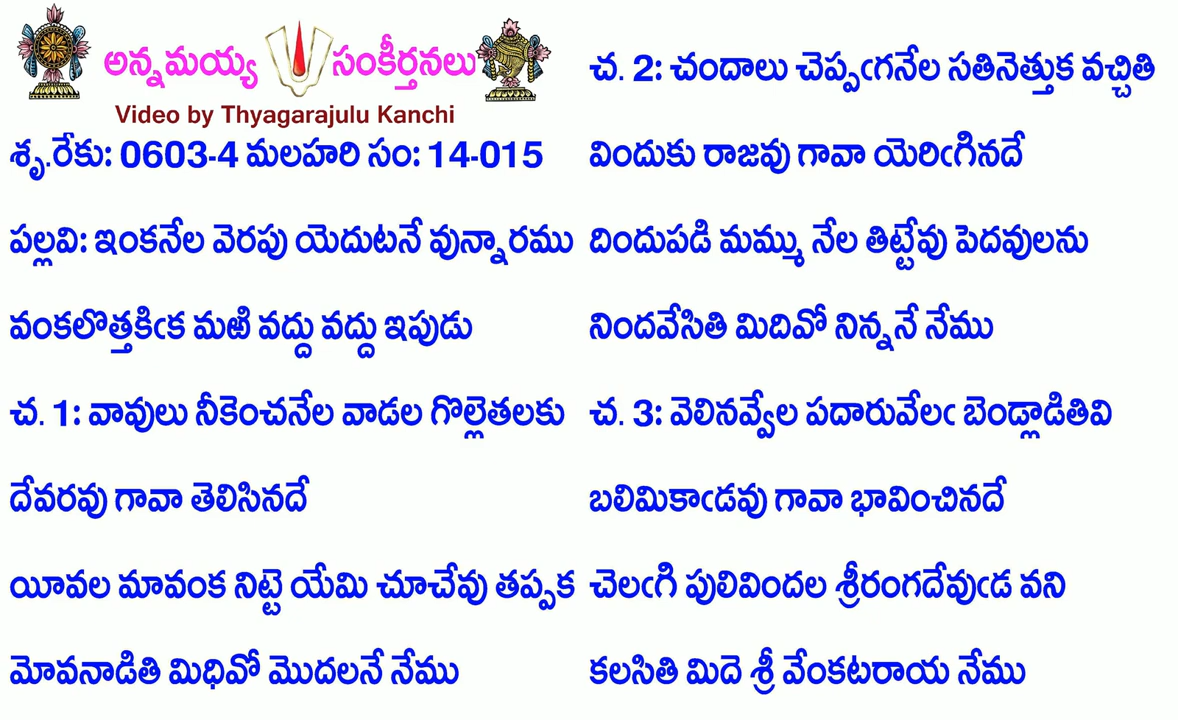 అన్నమయ్య సంకీర్తనలు
Video by Thyagarajulu Kanchi
శృ.రేకు: 0603-4 మలహరి సం: 14-015
పల్లవి: ఇంకనేల వెరపు యెదుటనే వున్నారము
వంకలొత్తకిఁక మఱి వద్దు వద్దు ఇపుడు
చ. 1: వావులు నీకెంచనేల వాడల గొల్లెతలకు
దేవరవు గావా తెలిసినదే
యీవల మావంక నిట్టె యేమి చూచేవు తప్పక
మోవనాడితి మిధివో మొదలనే నేము
చ. 2: చందాలు చెప్పఁగనేల సతినెత్తుక వచ్చితి
విందుకు రాజవు గావా యెరిఁగినదే
దిందుపడి మమ్ము నేల తిట్టేవు పెదవులను
నిందవేసితి మిదివో నిన్ననే నేము
చ. 3: వెలినవ్వేల పదారువేలఁ బెండ్లాడితివి
బలిమికాఁడవు గావా భావించినదే
చెలఁగి పులివిందల శ్రీరంగదేవుఁడ వని
కలసితి మిదె శ్రీ వేంకటరాయ నేము